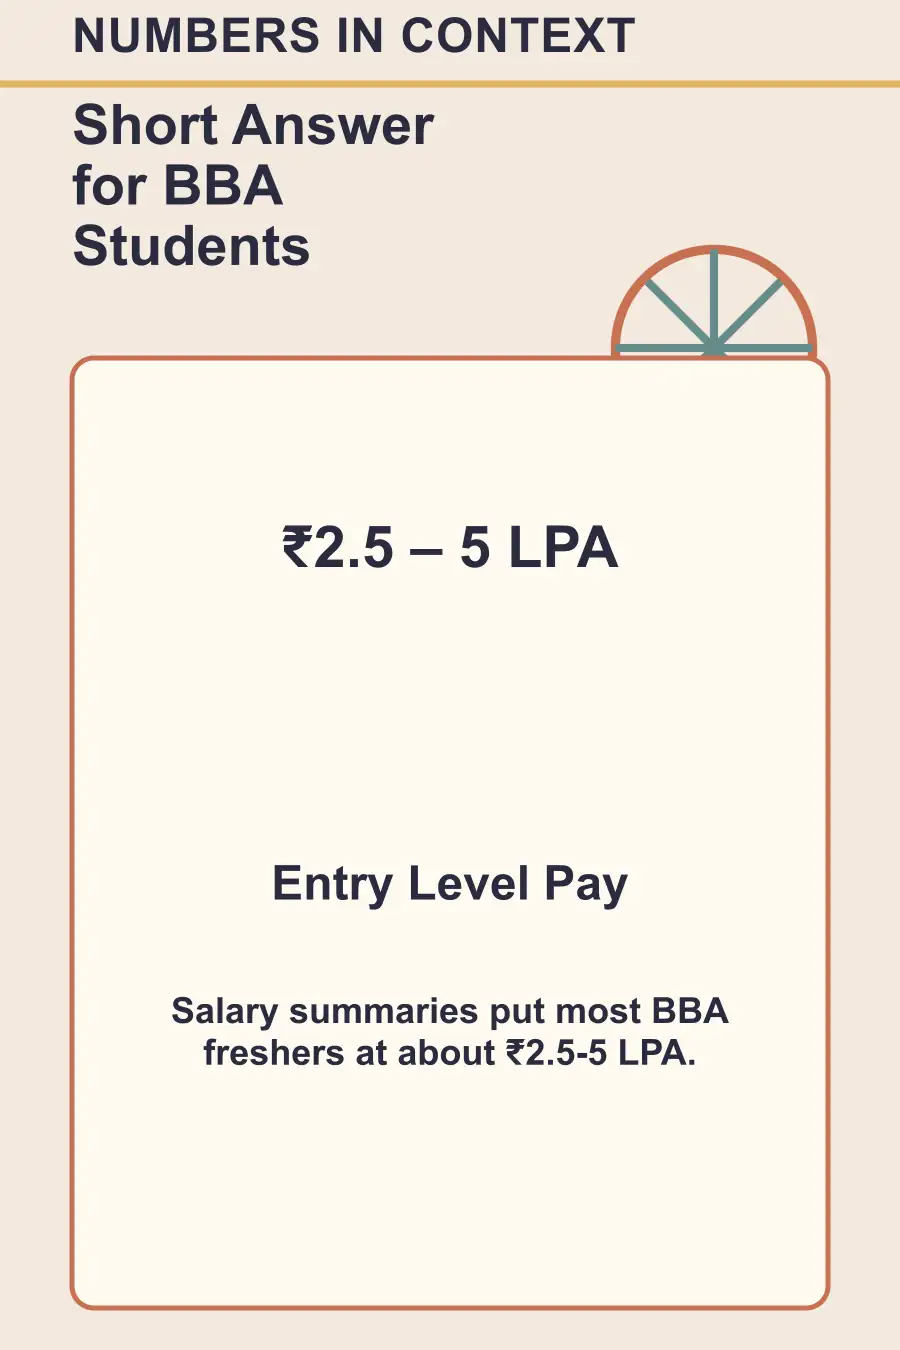 NUMBERS IN CONTEXT
Short Answer
for BBA
Students
₹2.5 – 5 LPA
Entry Level Pay
Salary summaries put most BBA
freshers at about ₹2.5-5 LPA.